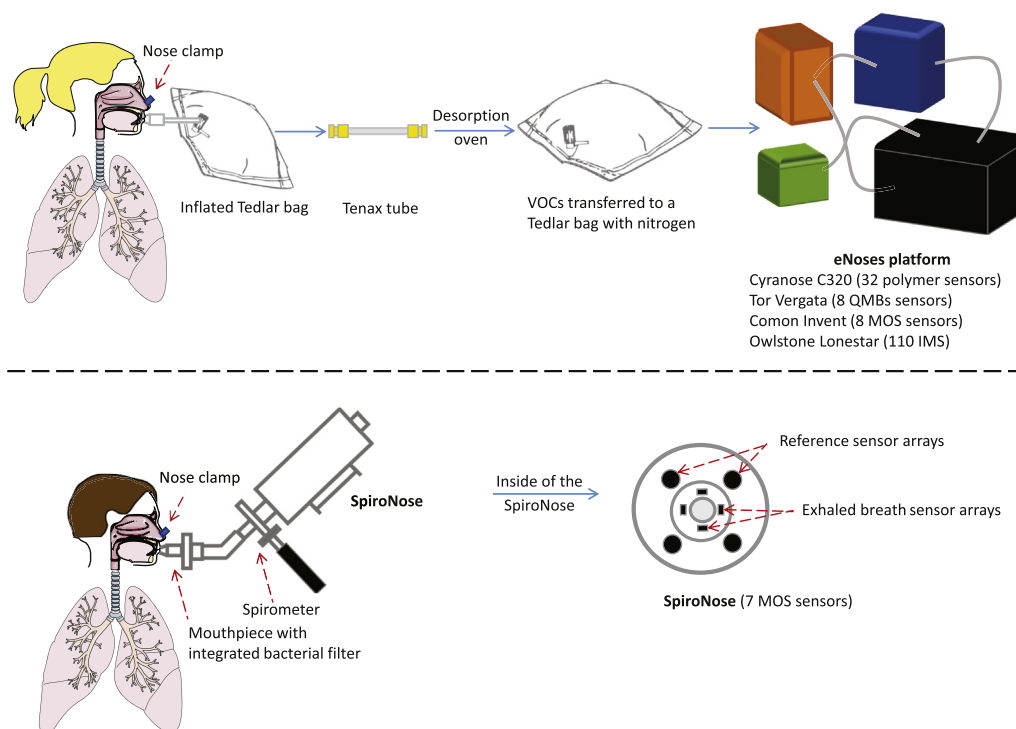 Nose clamp
Inflated Tedlar bag
Tenax tube
Desorption
oven
VOCs transferred to a
Tedlar bag with nitrogen
eNoses platform
Cyranose C320 (32 polymer sensors)
Tor Vergata (8 QMBs sensors)
Comon Invent (8 MOS sensors)
Owlstone Lonestar (110 IMS)
Nose clamp
SpiroNose
Spirometer
Mouthpiece with
integrated bacterial filter
Inside of the
SpiroNose
Reference sensor arrays
Exhaled breath sensor arrays
SpiroNose (7 MOS sensors)